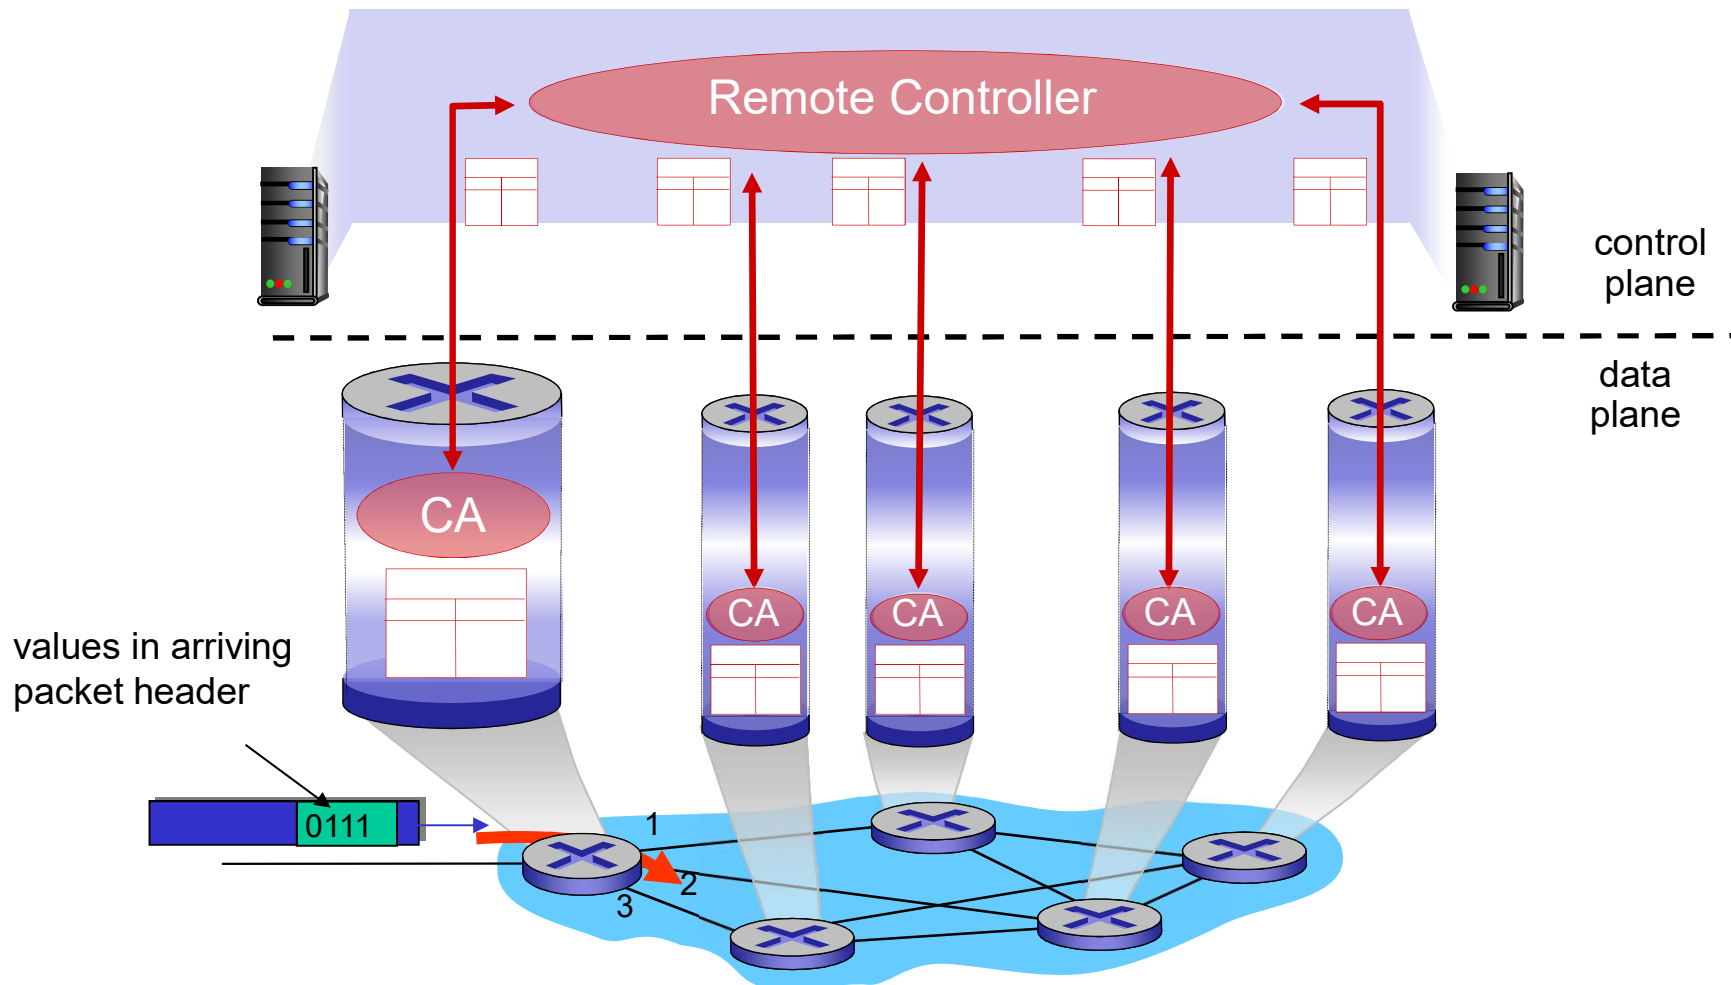 Remote Controller
control
plane
data
plane
CA
CA
CA
CA
CA
values in arriving
packet header
0111
1
2
3